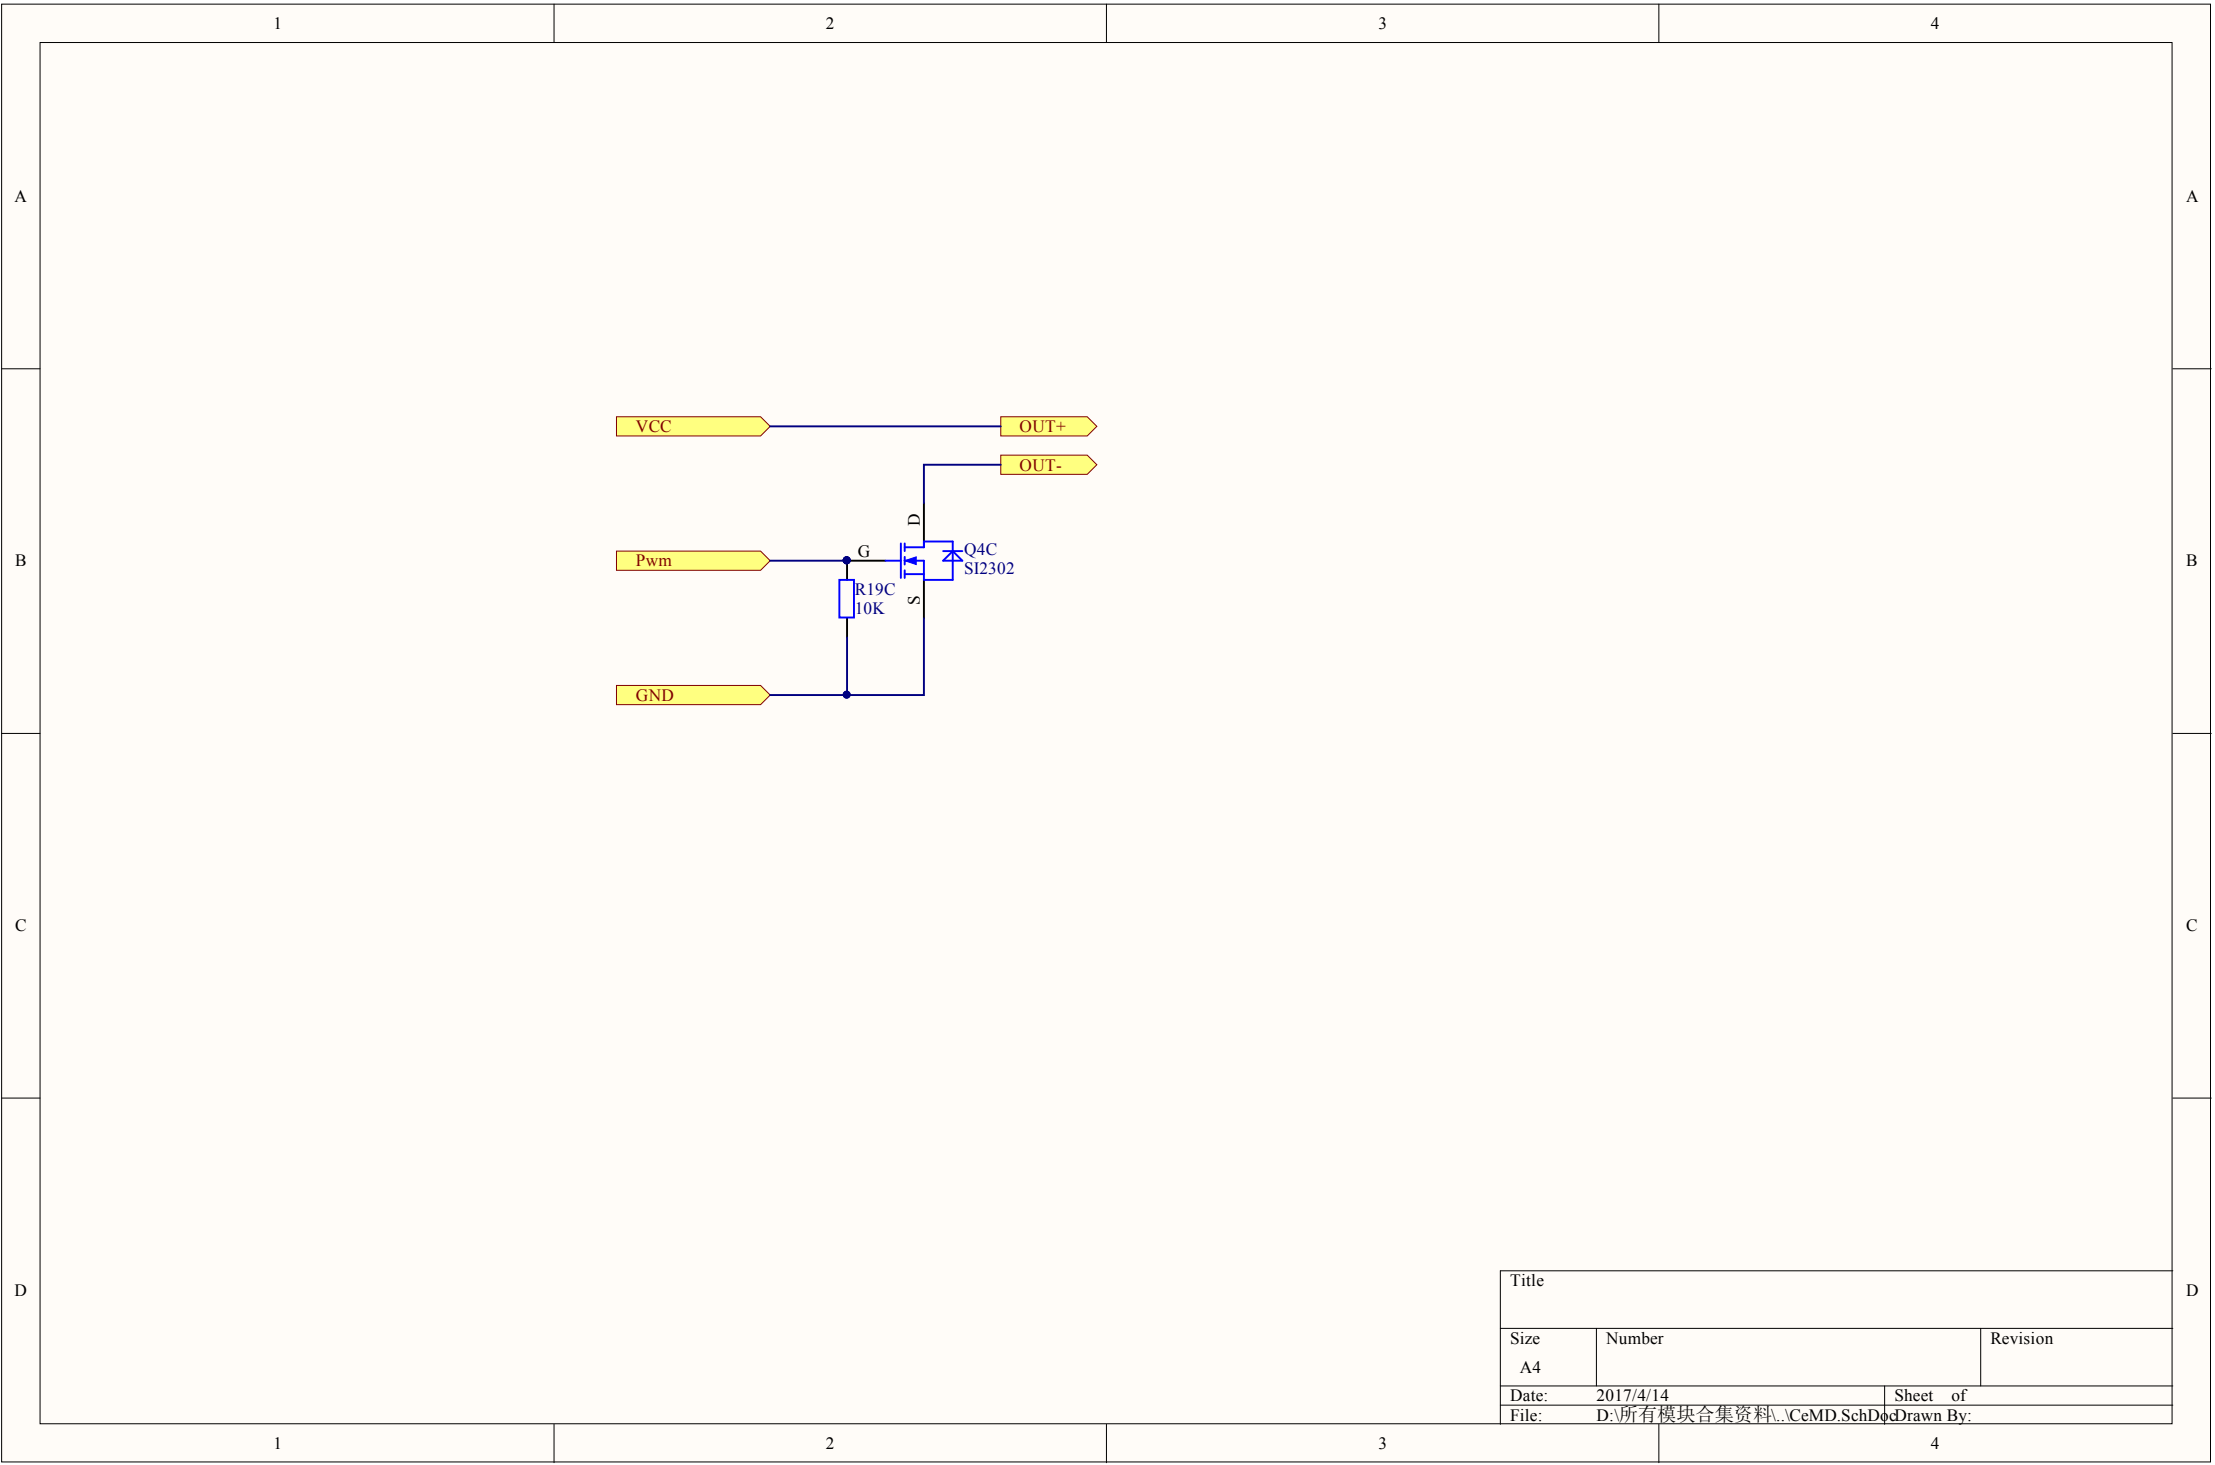 1 2 3 4
A A
VCC OUT+
OUT-
D
B Pwm G Q4C B
SI2302
R19C
10K S
GND
C C
D D
Title
Size Number Revision
A4
Date: 2017/4/14 Sheet of
File: D:\所有模块合集资料\..\CeMD.SchDoc Drawn By:
1 2 3 4